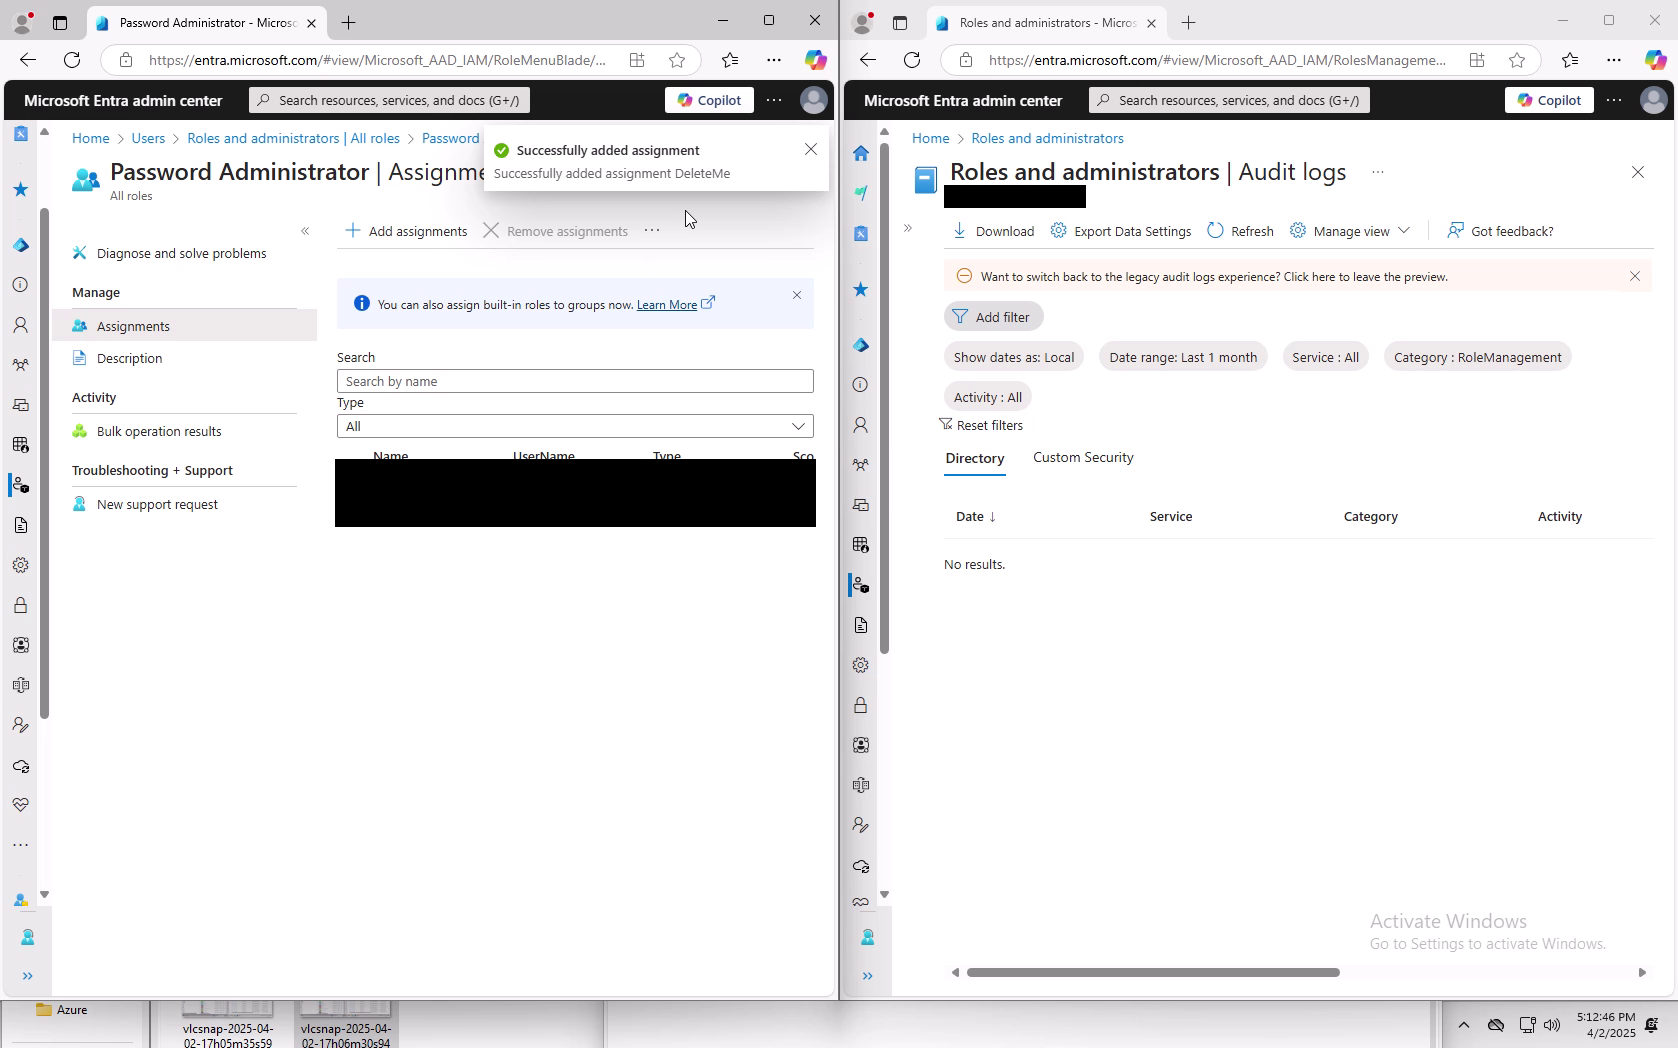 Password Administrator - Micros
https://entra.microsoft.com/#view/Microsoft_AAD_IAM/RoleMenuBlade/...
Microsoft Entra admin center
Search resources, services, and docs (G+/)
Copilot
Home > Users > Roles and administrators | All roles > Password
Successfully added assignment
Successfully added assignment DeleteMe
Password Administrator | Assignme
All roles
Diagnose and solve problems
Manage
Assignments
Description
Activity
Bulk operation results
Troubleshooting + Support
New support request
Add assignments
Remove assignments
You can also assign built-in roles to groups now. Learn More
Search
Search by name
Type
All
Name UserName Type Sco
Roles and administrators - Micros
https://entra.microsoft.com/#view/Microsoft_AAD_IAM/RolesManageme...
Microsoft Entra admin center
Search resources, services, and docs (G+/)
Copilot
Home > Roles and administrators
Roles and administrators | Audit logs
Download Export Data Settings Refresh Manage view Got feedback?
Want to switch back to the legacy audit logs experience? Click here to leave the preview.
Add filter
Show dates as: Local Date range: Last 1 month Service : All Category : RoleManagement
Activity : All
Reset filters
Directory Custom Security
Date ↓ Service Category Activity
No results.
Activate Windows
Go to Settings to activate Windows.
Azure
vlcsnap-2025-04-
02-17h05m35s59
vlcsnap-2025-04-
02-17h06m30s94
5:12:46 PM
4/2/2025